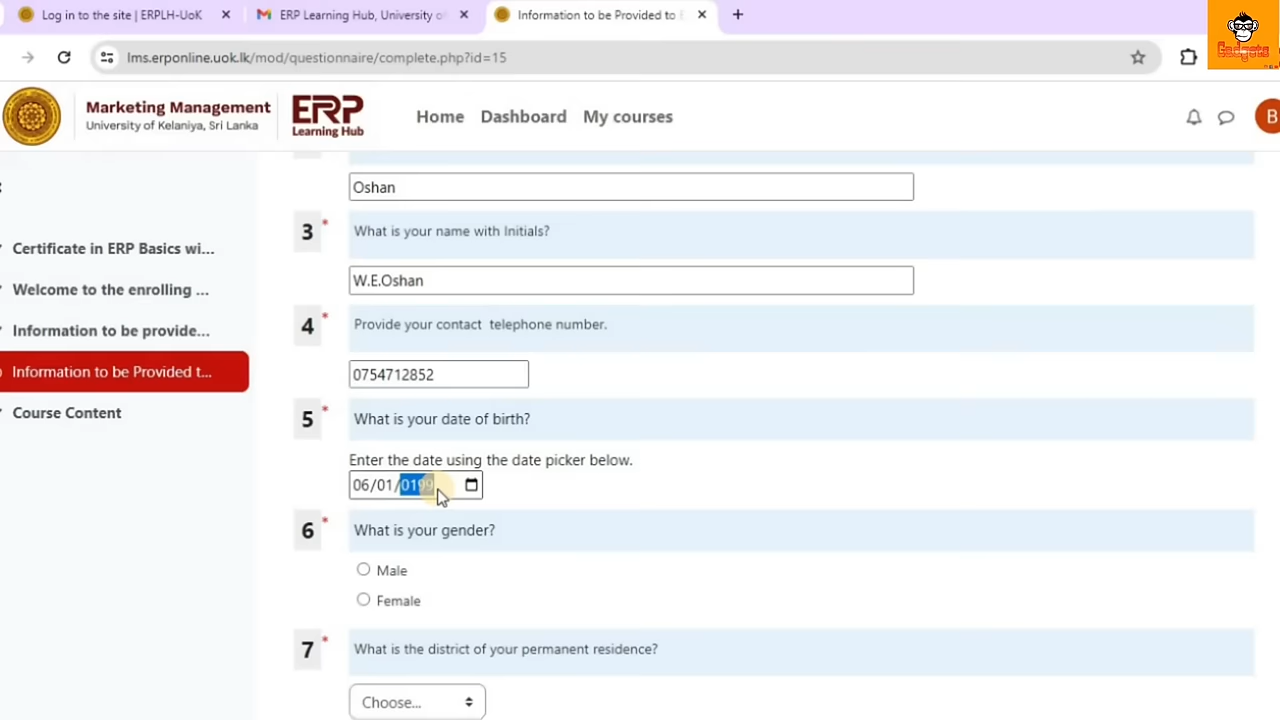 Log in to the site | ERPLH-UoK
ERP Learning Hub, University o
Information to be Provided to E
Gadgets
lms.erponline.uok.lk/mod/questionnaire/complete.php?id=15
Marketing Management
University of Kelaniya, Sri Lanka
ERP
Learning Hub
Home
Dashboard
My courses
B
Oshan
3 * What is your name with Initials?
Certificate in ERP Basics wi...
W.E.Oshan
Welcome to the enrolling ...
4 * Provide your contact telephone number.
Information to be provide...
0754712852
Information to be Provided t...
5 * What is your date of birth?
Course Content
Enter the date using the date picker below.
06/01/0199
6 * What is your gender?
Male
Female
7 * What is the district of your permanent residence?
Choose...